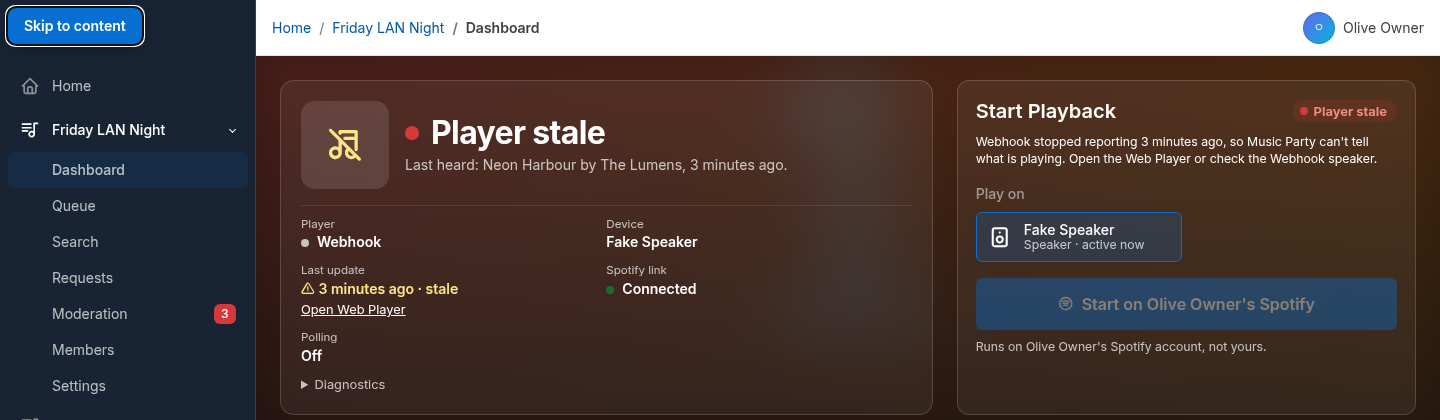 Skip to content
Home / Friday LAN Night / Dashboard
O Olive Owner
Home
Friday LAN Night
Dashboard
Queue
Search
Requests
Moderation 3
Members
Settings
Player stale
Last heard: Neon Harbour by The Lumens, 3 minutes ago.
Player
Webhook
Device
Fake Speaker
Last update
3 minutes ago · stale
Open Web Player
Spotify link
Connected
Polling
Off
Diagnostics
Start Playback
Player stale
Webhook stopped reporting 3 minutes ago, so Music Party can't tell
what is playing. Open the Web Player or check the Webhook speaker.
Play on
Fake Speaker
Speaker · active now
Start on Olive Owner's Spotify
Runs on Olive Owner's Spotify account, not yours.